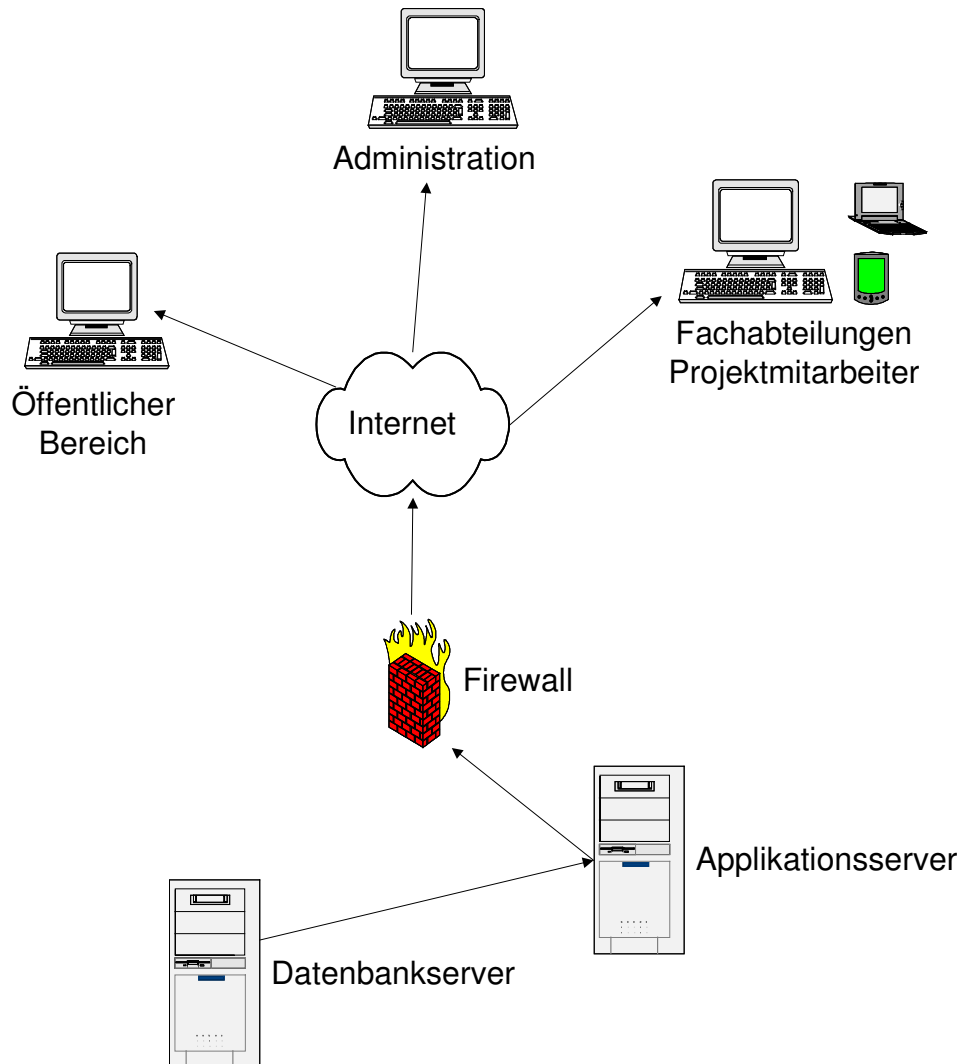 Administration
Fachabteilungen
Projektmitarbeiter
Öffentlicher
Bereich
Internet
Firewall
Applikationsserver
Datenbankserver